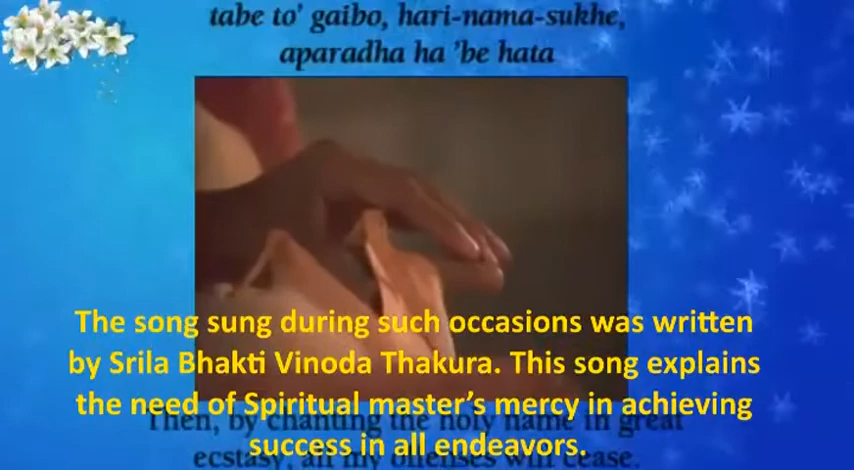 tabe to' gaibo, hari-nama-sukhe,
aparadha ha 'be hata
The song sung during such occasions was written
by Srila Bhakti Vinoda Thakura. This song explains
the need of Spiritual master's mercy in achieving
Then, by chanting the holy name in great
success in all endeavors.
ecstasy, all my offenses will cease.